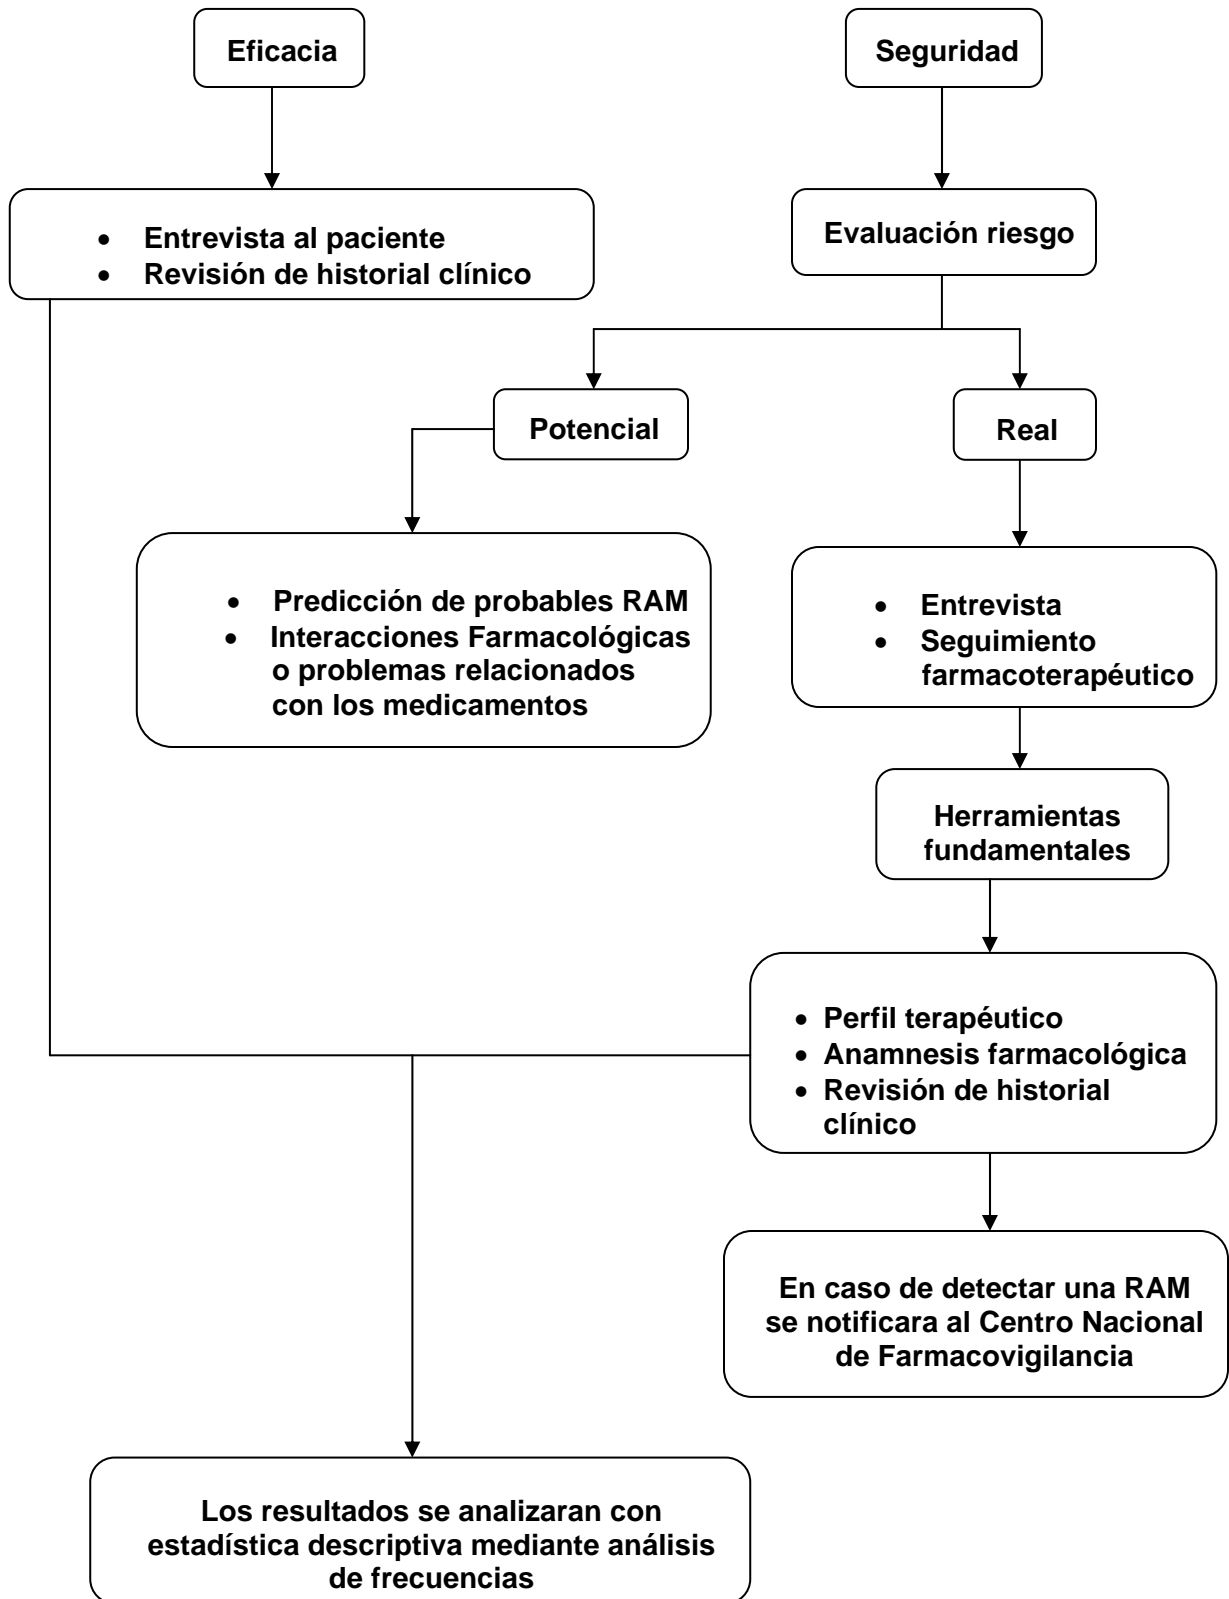 Eficacia
Seguridad
• Entrevista al paciente
• Revisión de historial clínico
Evaluación riesgo
Potencial
Real
• Predicción de probables RAM
• Interacciones Farmacológicas
o problemas relacionados
con los medicamentos
• Entrevista
• Seguimiento
farmacoterapéutico
Herramientas
fundamentales
• Perfil terapéutico
• Anamnesis farmacológica
• Revisión de historial
clínico
En caso de detectar una RAM
se notificara al Centro Nacional
de Farmacovigilancia
Los resultados se analizaran con
estadística descriptiva mediante análisis
de frecuencias